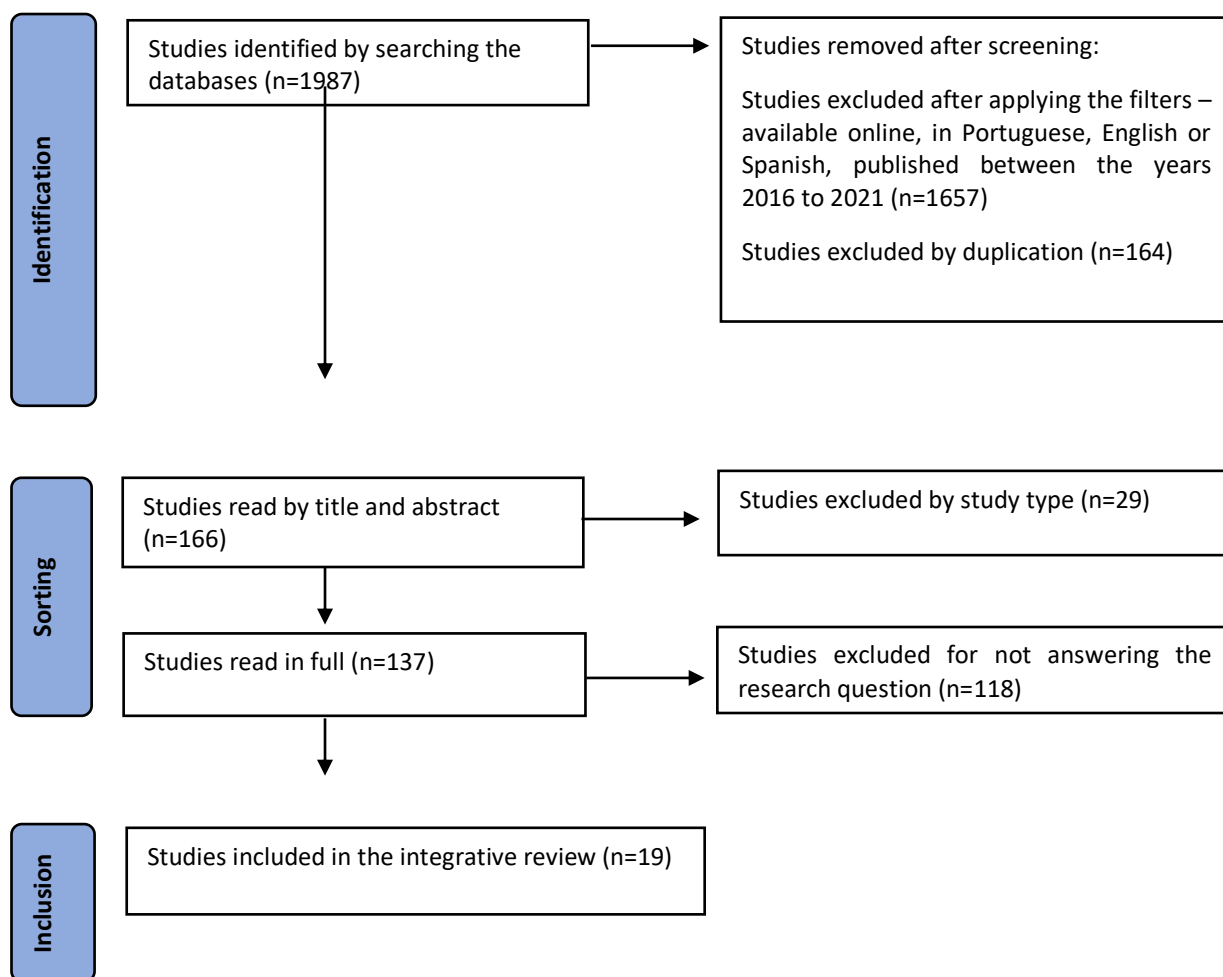 Identification
Studies identified by searching the
databases (n=1987)
Studies removed after screening:
Studies excluded after applying the filters –
available online, in Portuguese, English or
Spanish, published between the years
2016 to 2021 (n=1657)
Studies excluded by duplication (n=164)
Sorting
Studies read by title and abstract
(n=166)
Studies excluded by study type (n=29)
Studies read in full (n=137)
Studies excluded for not answering the
research question (n=118)
Inclusion
Studies included in the integrative review (n=19)